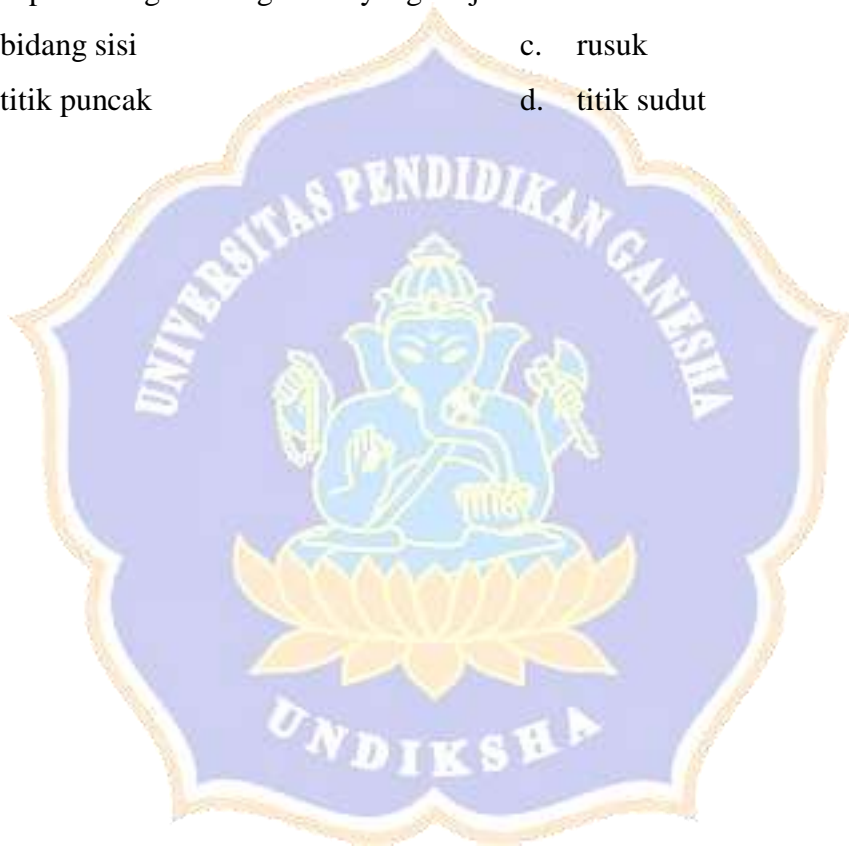 bidang sisi c. rusuk
titik puncak d. titik sudut
UNIVERSITAS PENDIDIKAN GANESHA
UNDIKSHA